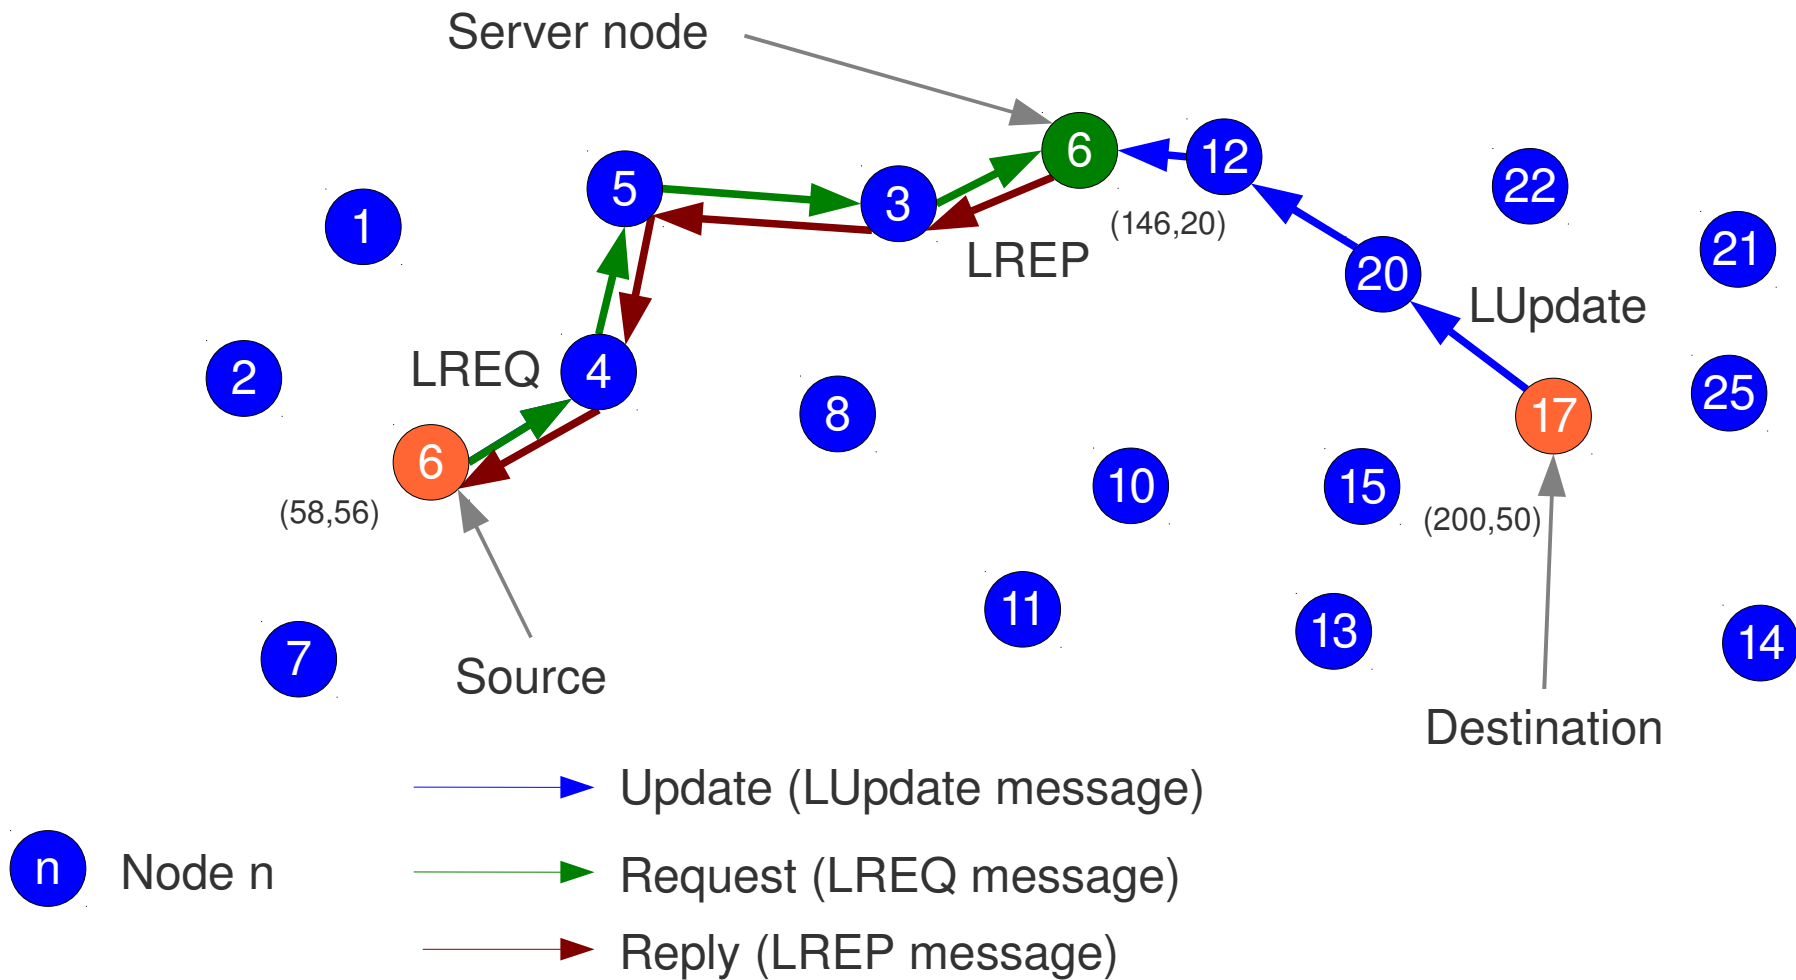 Server node
6
12
5
3
22
1
(146,20)
21
LREP
20
LUpdate
LREQ
4
2
8
25
17
6
10
15
(58,56)
(200,50)
11
13
14
7
Source
Destination
Update (LUpdate message)
n
Node n
Request (LREQ message)
Reply (LREP message)